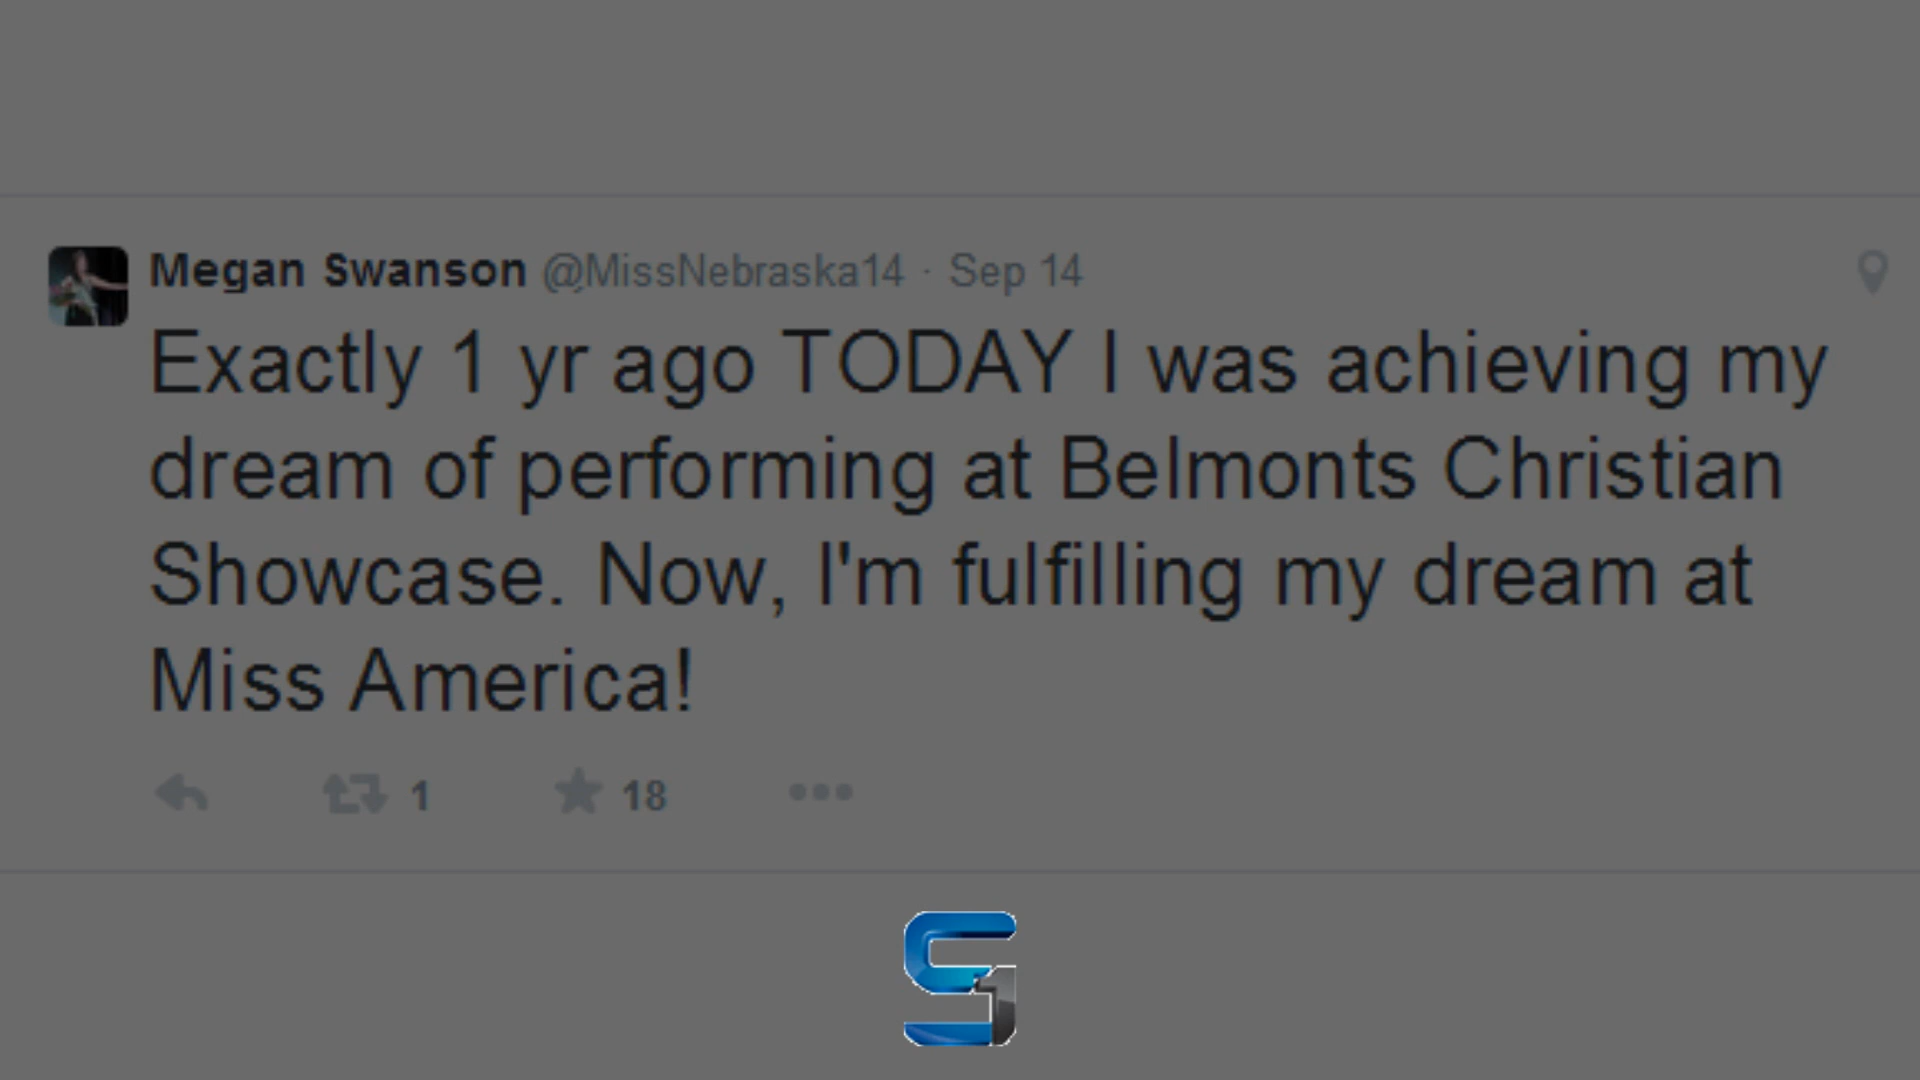 Megan Swanson @MissNebraska14 · Sep 14
Exactly 1 yr ago TODAY I was achieving my
dream of performing at Belmonts Christian
Showcase. Now, I'm fulfilling my dream at
Miss America!
1 18
S1